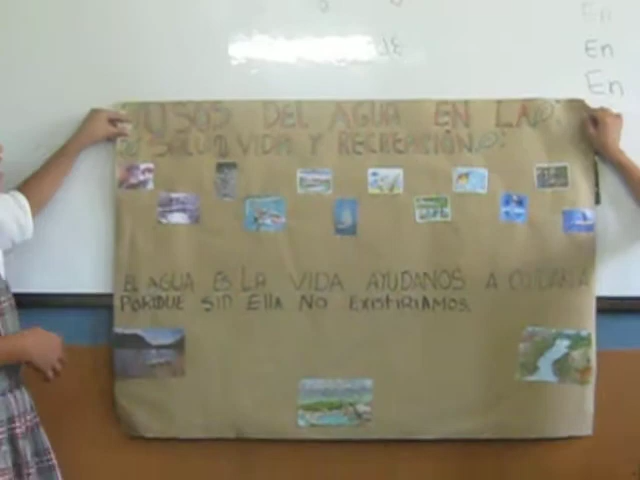 USOS DEL AGUA EN LA
SALUD VIDA Y RECREACIÓN
EL AGUA ES LA VIDA AYUDANOS A CUIDARLA
PORQUE SIN ELLA NO EXISTIRIAMOS.
En
En